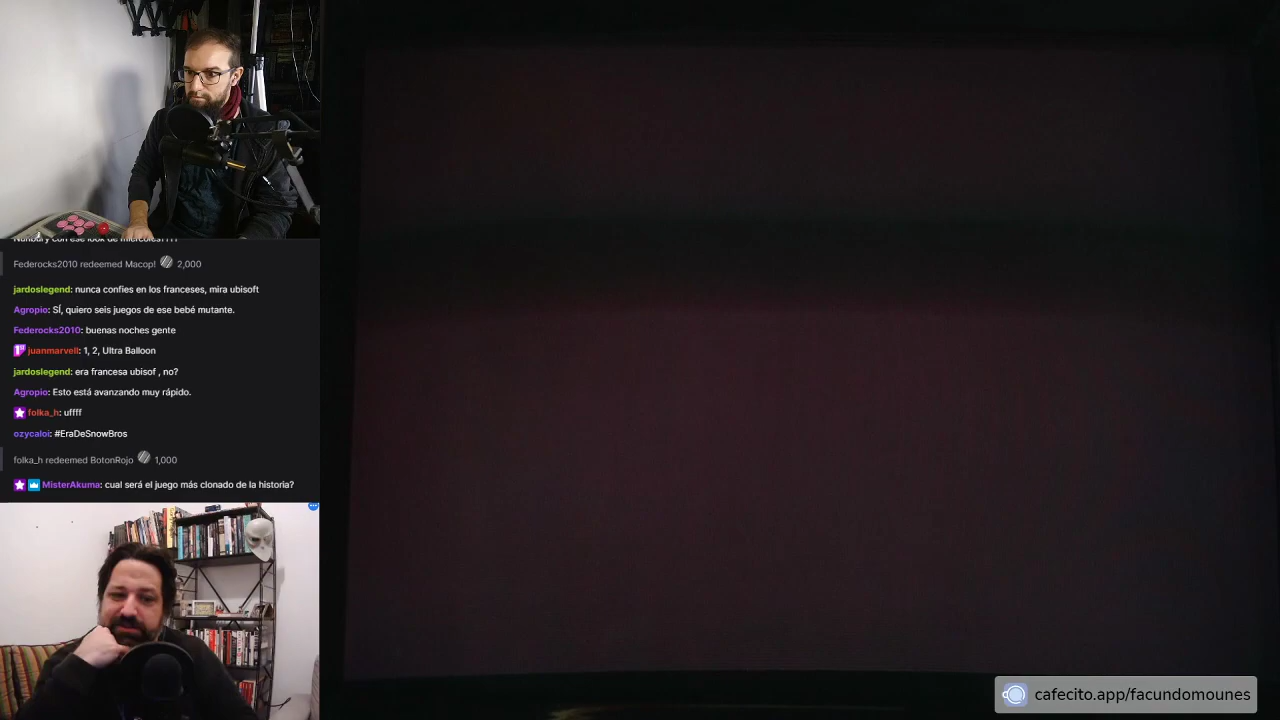 Federocks2010 redeemed Macop! 2,000
jardoslegend: nunca confies en los franceses, mira ubisoft
Agropio: SÍ, quiero seis juegos de ese bebé mutante.
Federocks2010: buenas noches gente
juanmarvell: 1, 2, Ultra Balloon
jardoslegend: era francesa ubisof , no?
Agropio: Esto está avanzando muy rápido.
folka_h: uffff
ozycaloi: #EraDeSnowBros
folka_h redeemed BotonRojo 1,000
MisterAkuma: cual será el juego más clonado de la historia?
cafecito.app/facundomounes